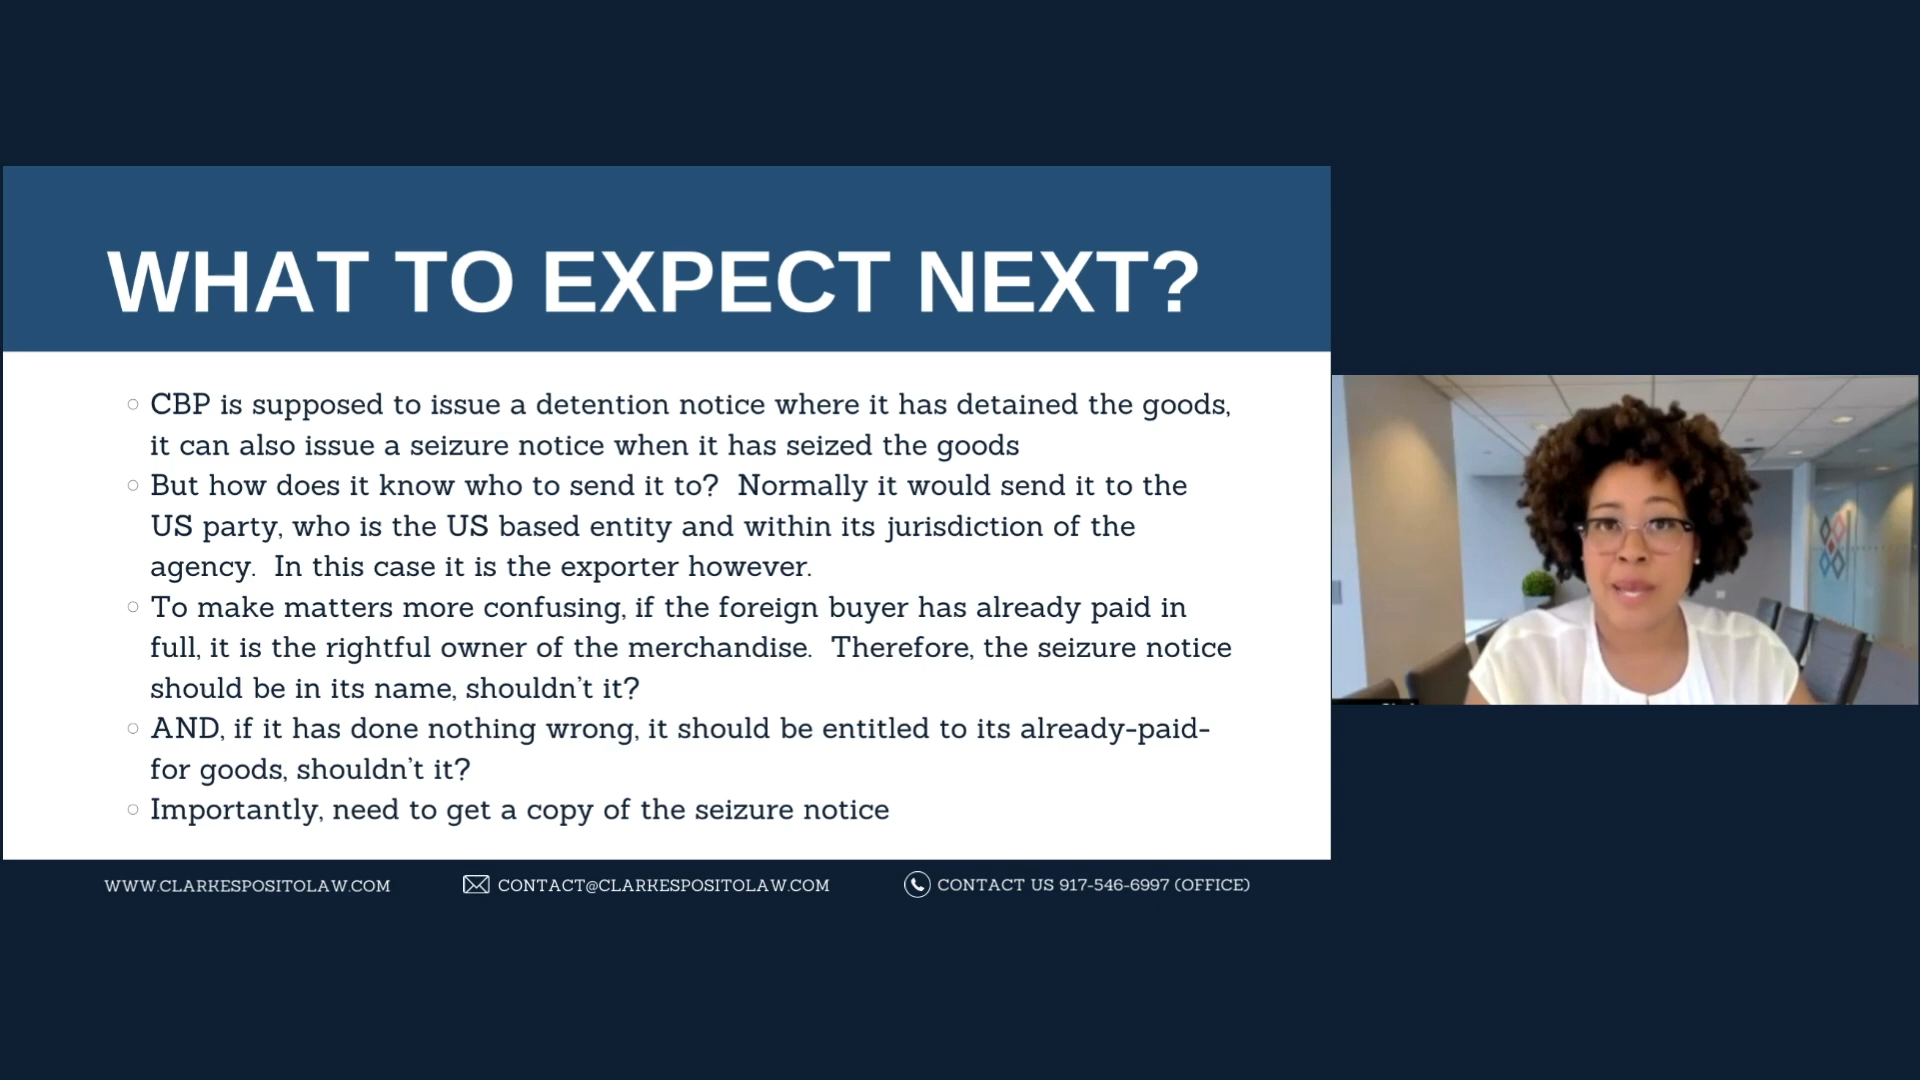 WHAT TO EXPECT NEXT?
CBP is supposed to issue a detention notice where it has detained the goods,
it can also issue a seizure notice when it has seized the goods
But how does it know who to send it to?  Normally it would send it to the
US party, who is the US based entity and within its jurisdiction of the
agency.  In this case it is the exporter however.
To make matters more confusing, if the foreign buyer has already paid in
full, it is the rightful owner of the merchandise.  Therefore, the seizure notice
should be in its name, shouldn't it?
AND, if it has done nothing wrong, it should be entitled to its already-paid-
for goods, shouldn't it?
Importantly, need to get a copy of the seizure notice
WWW.CLARKESPOSITOLAW.COM
CONTACT@CLARKESPOSITOLAW.COM
CONTACT US 917-546-6997 (OFFICE)